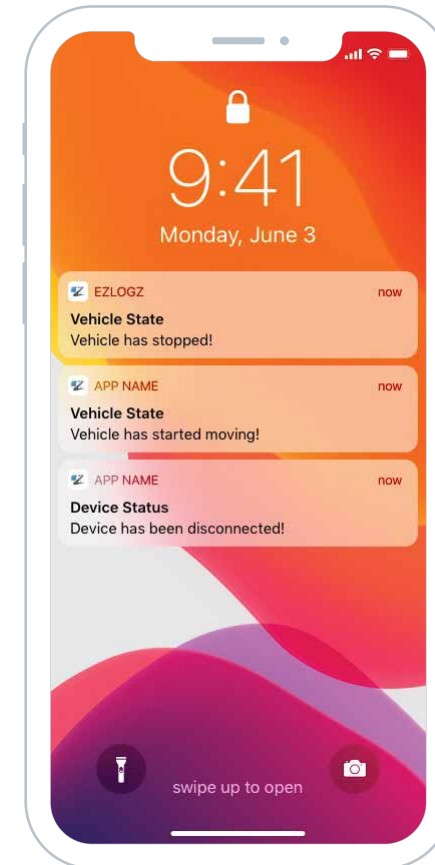 9:41
Monday, June 3
EZLOGZ now
Vehicle State
Vehicle has stopped!
APP NAME now
Vehicle State
Vehicle has started moving!
APP NAME now
Device Status
Device has been disconnected!
swipe up to open